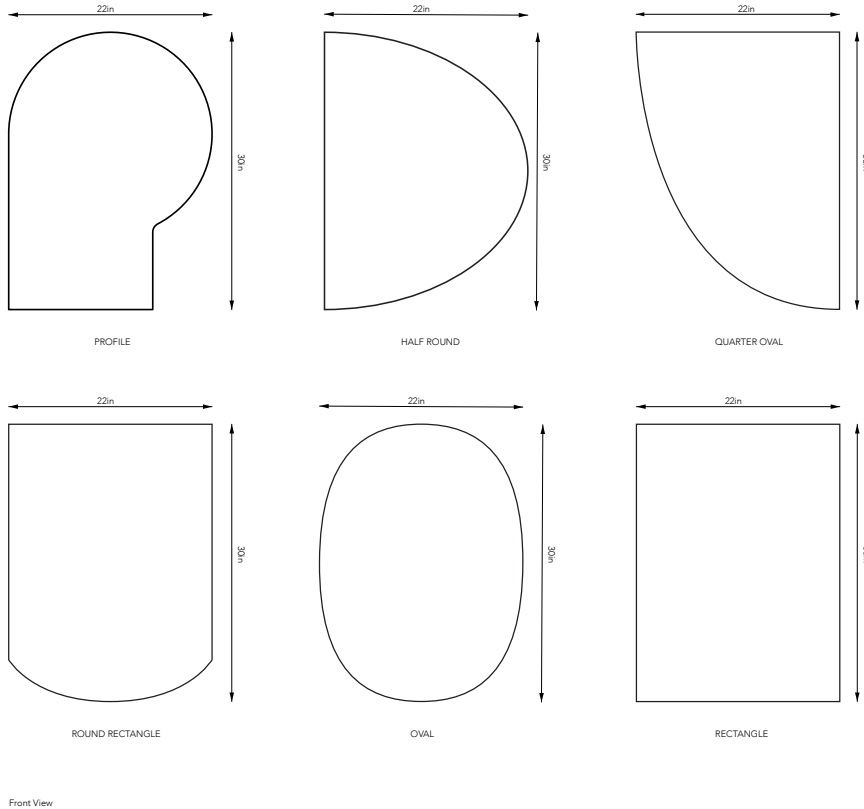 22in
22in
22in
30in
30in
PROFILE
HALF ROUND
QUARTER OVAL
22in
22in
22in
30in
30in
ROUND RECTANGLE
OVAL
RECTANGLE
Front View